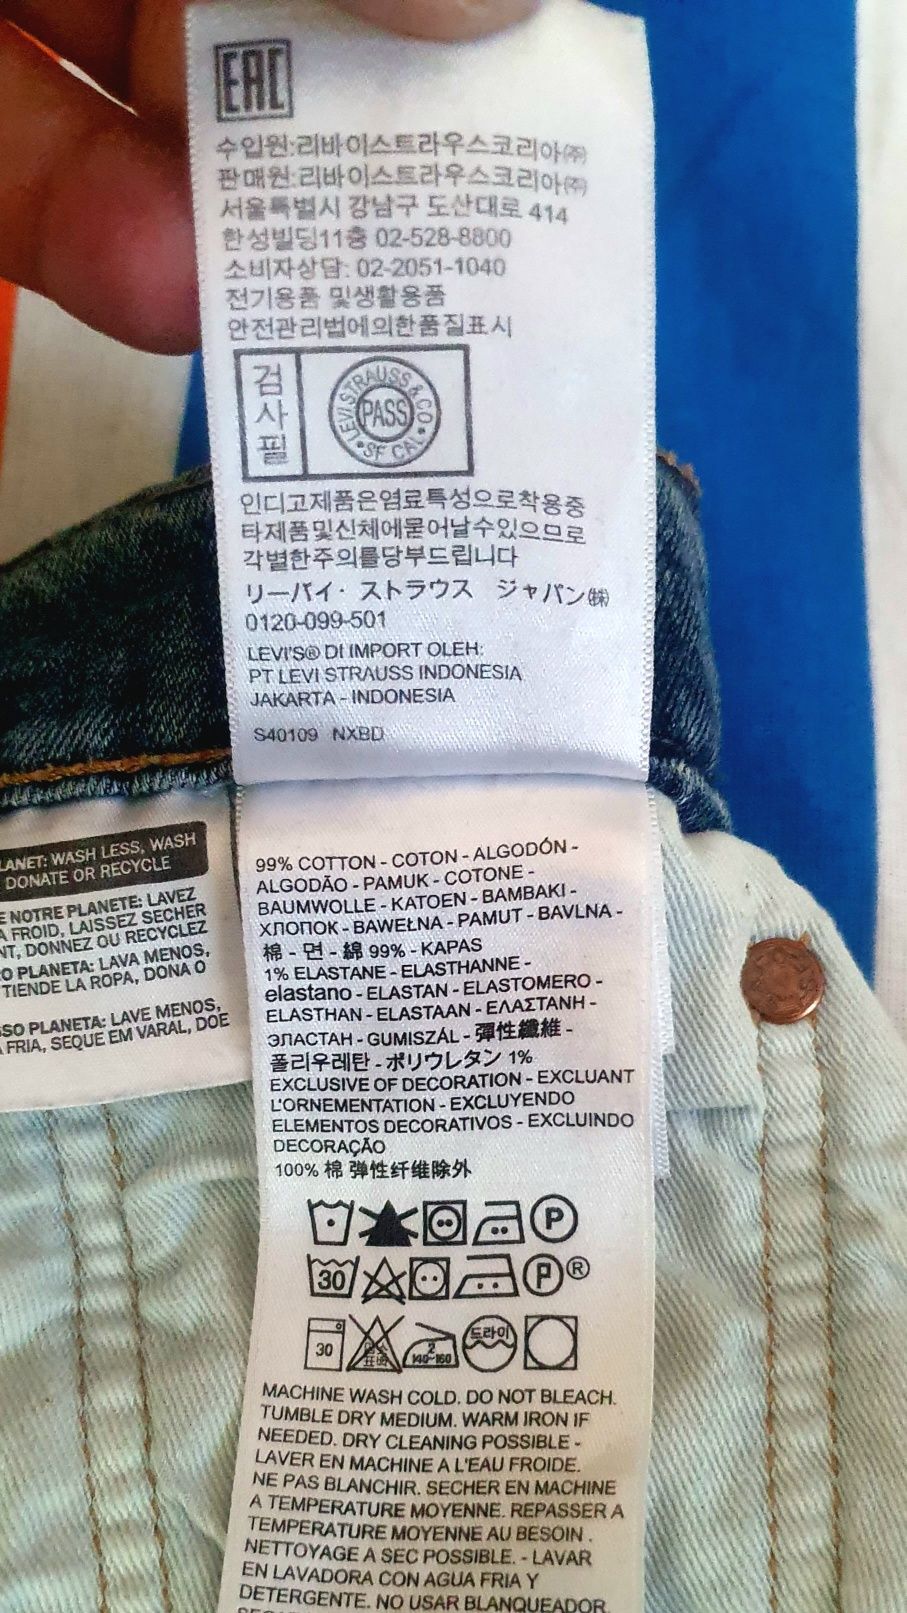 EAC
수입원:리바이스트라우스코리아㈜
판매원:리바이스트라우스코리아㈜
서울특별시 강남구 도산대로 414
한성빌딩11층 02-528-8800
소비자상담: 02-2051-1040
전기용품 및생활용품
안전관리법에의한품질표시
검사필
LEVI STRAUSS & CO • SF CAL •
PASS
인디고제품은염료특성으로착용중
타제품및신체에묻어날수있으므로
각별한주의를당부드립니다
リーバイ・ストラウス ジャパン㈱
0120-099-501
LEVI'S® DI IMPORT OLEH:
PT LEVI STRAUSS INDONESIA
JAKARTA - INDONESIA
S40109 NXBD
LANET: WASH LESS, WASH
DONATE OR RECYCLE
E NOTRE PLANETE: LAVEZ
A FROID, LAISSEZ SECHER
NT, DONNEZ OU RECYCLEZ
O PLANETA: LAVA MENOS,
TIENDE LA ROPA, DONA O
SSO PLANETA: LAVE MENOS,
FRIA, SEQUE EM VARAL, DOE
99% COTTON - COTON - ALGODÓN -
ALGODÃO - PAMUK - COTONE -
BAUMWOLLE - KATOEN - BAMBAKI -
ХЛОПОК - BAWEŁNA - PAMUT - BAVLNA -
棉 - 면 - 綿 99% - KAPAS
1% ELASTANE - ELASTHANNE -
elastano - ELASTAN - ELASTOMERO -
ELASTHAN - ELASTAAN - ΕΛΑΣΤΑΝΗ -
ЭЛАСТАН - GUMISZÁL - 彈性纖維 -
폴리우레탄 - ポリウレタン 1%
EXCLUSIVE OF DECORATION - EXCLUANT
L'ORNEMENTATION - EXCLUYENDO
ELEMENTOS DECORATIVOS - EXCLUINDO
DECORAÇÃO
100% 棉 弹性纤维除外
P
30 P ®
30 염소표백 2 140~160 드라이
MACHINE WASH COLD. DO NOT BLEACH.
TUMBLE DRY MEDIUM. WARM IRON IF
NEEDED. DRY CLEANING POSSIBLE -
LAVER EN MACHINE A L'EAU FROIDE.
NE PAS BLANCHIR. SECHER EN MACHINE
A TEMPERATURE MOYENNE. REPASSER A
TEMPERATURE MOYENNE AU BESOIN .
NETTOYAGE A SEC POSSIBLE. - LAVAR
EN LAVADORA CON AGUA FRIA Y
DETERGENTE. NO USAR BLANQUEADOR.